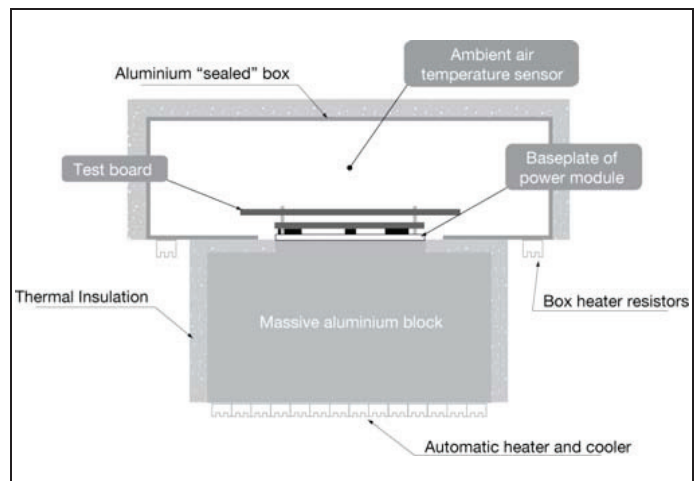 Ambient air
temperature sensor
Aluminium “sealed” box
Test board
Baseplate of
power module
Thermal Insulation
Box heater resistors
Massive aluminium block
Automatic heater and cooler